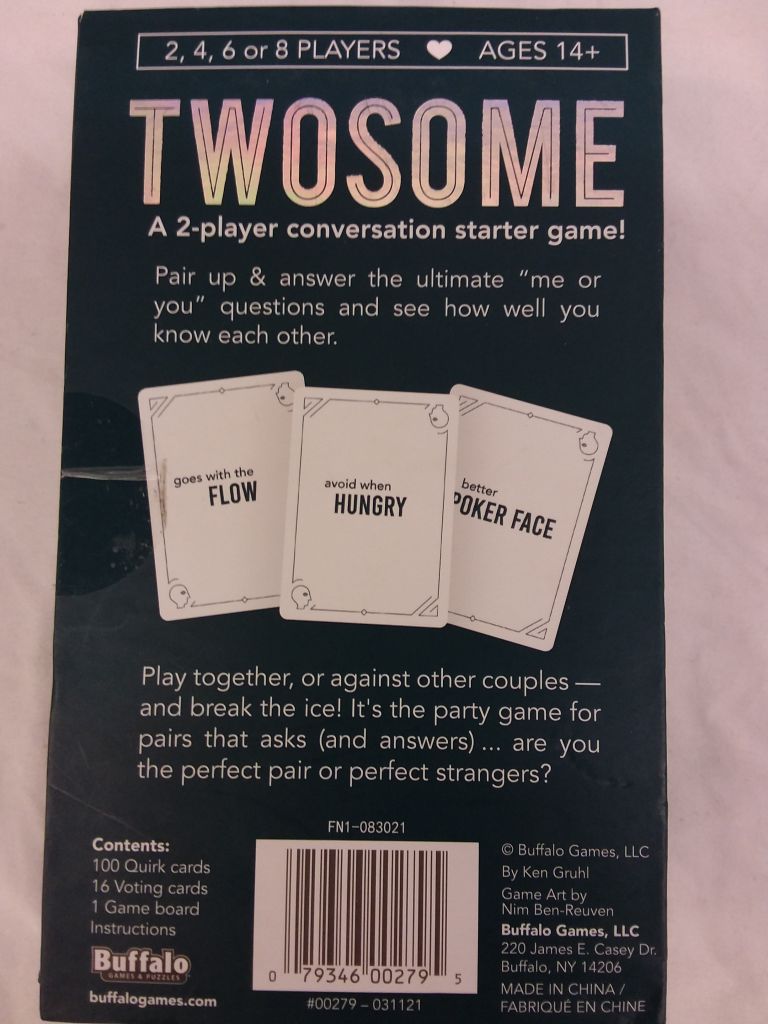 2, 4, 6 or 8 PLAYERS ♥ AGES 14+
TWOSOME
A 2-player conversation starter game!
Pair up & answer the ultimate "me or
you" questions and see how well you
know each other.
goes with the
FLOW
avoid when
HUNGRY
better
POKER FACE
Play together, or against other couples —
and break the ice! It's the party game for
pairs that asks (and answers) ... are you
the perfect pair or perfect strangers?
FN1-083021
Contents:
100 Quirk cards
16 Voting cards
1 Game board
Instructions
Buffalo
GAMES & PUZZLES
buffalogames.com
0 79346 00279 5
#00279 – 031121
© Buffalo Games, LLC
By Ken Gruhl
Game Art by
Nim Ben-Reuven
Buffalo Games, LLC
220 James E. Casey Dr.
Buffalo, NY 14206
MADE IN CHINA /
FABRIQUÉ EN CHINE